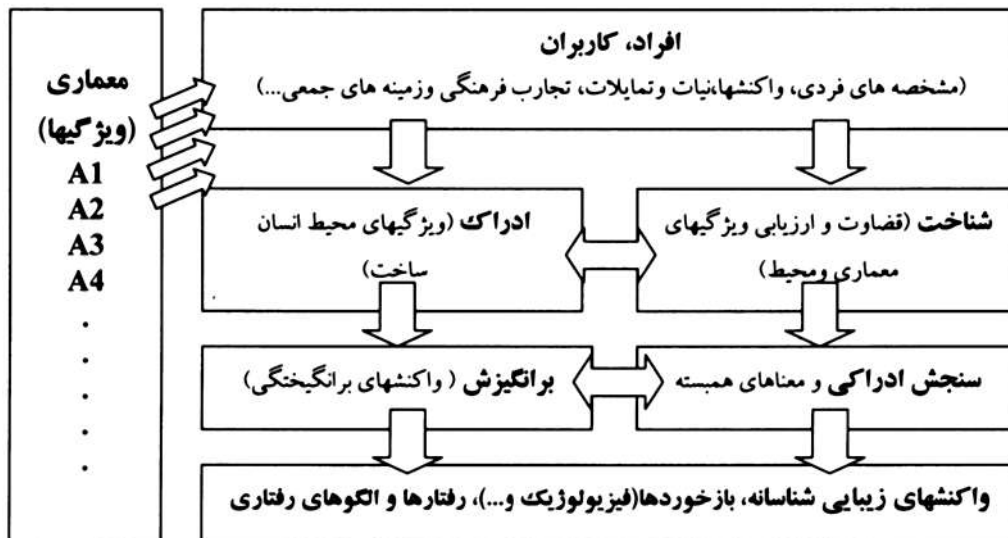 معماری
(ویژگیها)
A1
A2
A3
A4
.
.
.
.
.
افراد، کاربران
(مشخصه های فردی، واکنشها،نیات وتمایلات، تجارب فرهنگی وزمینه های جمعی...)
شناخت (قضاوت و ارزیابی ویژگیهای
معماری ومحیط)
ادراک (ویژگیهای محیط انسان
ساخت)
سنجش ادراکی و معناهای همبسته
برانگیزش ( واکنشهای برانگیختگی)
واکنشهای زیبایی شناسانه، بازخوردها(فیزیولوژیک و...)، رفتارها و الگوهای رفتاری